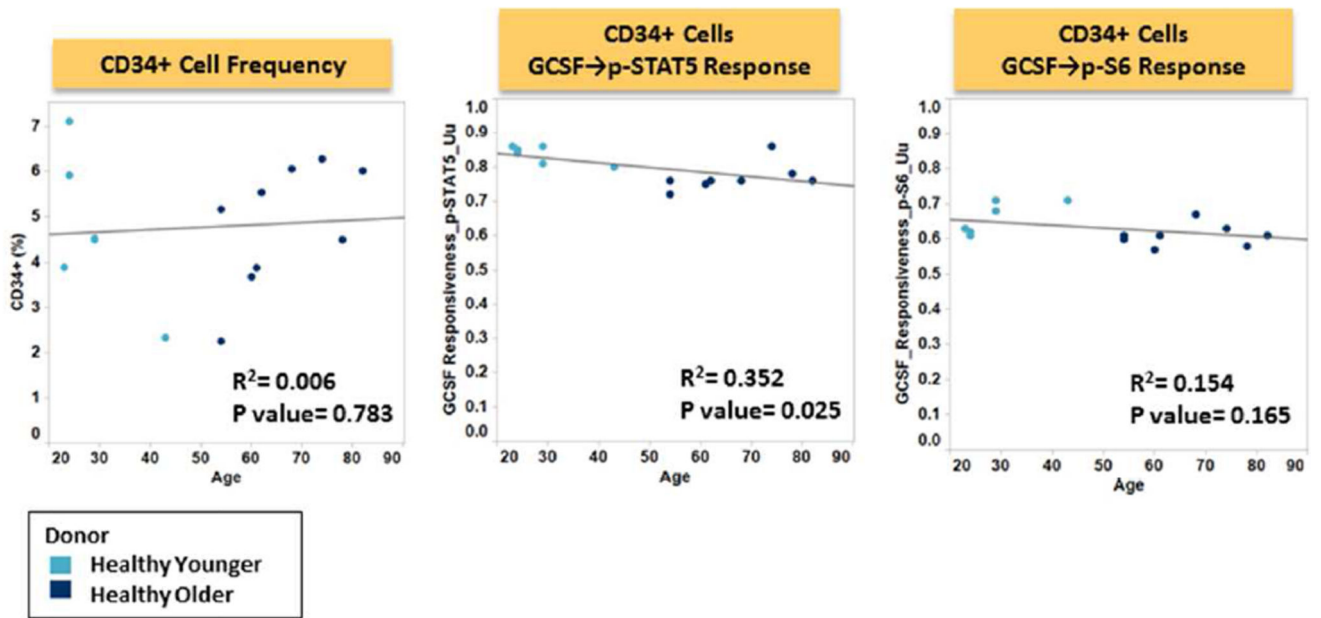 CD34+ Cell Frequency
CD34+ (%)
7
6
5
4
3
2
1
0
20 30 40 50 60 70 80 90
Age
R²= 0.006
P value= 0.783
CD34+ Cells
GCSF→p-STAT5 Response
GCSF Responsiveness_p-STAT5_Uu
1.0
0.9
0.8
0.7
0.6
0.5
0.4
0.3
0.2
0.1
0.0
20 30 40 50 60 70 80 90
Age
R²= 0.352
P value= 0.025
CD34+ Cells
GCSF→p-S6 Response
GCSF_Responsiveness_p-S6_Uu
1.0
0.9
0.8
0.7
0.6
0.5
0.4
0.3
0.2
0.1
0.0
20 30 40 50 60 70 80 90
Age
R²= 0.154
P value= 0.165
Donor
Healthy Younger
Healthy Older